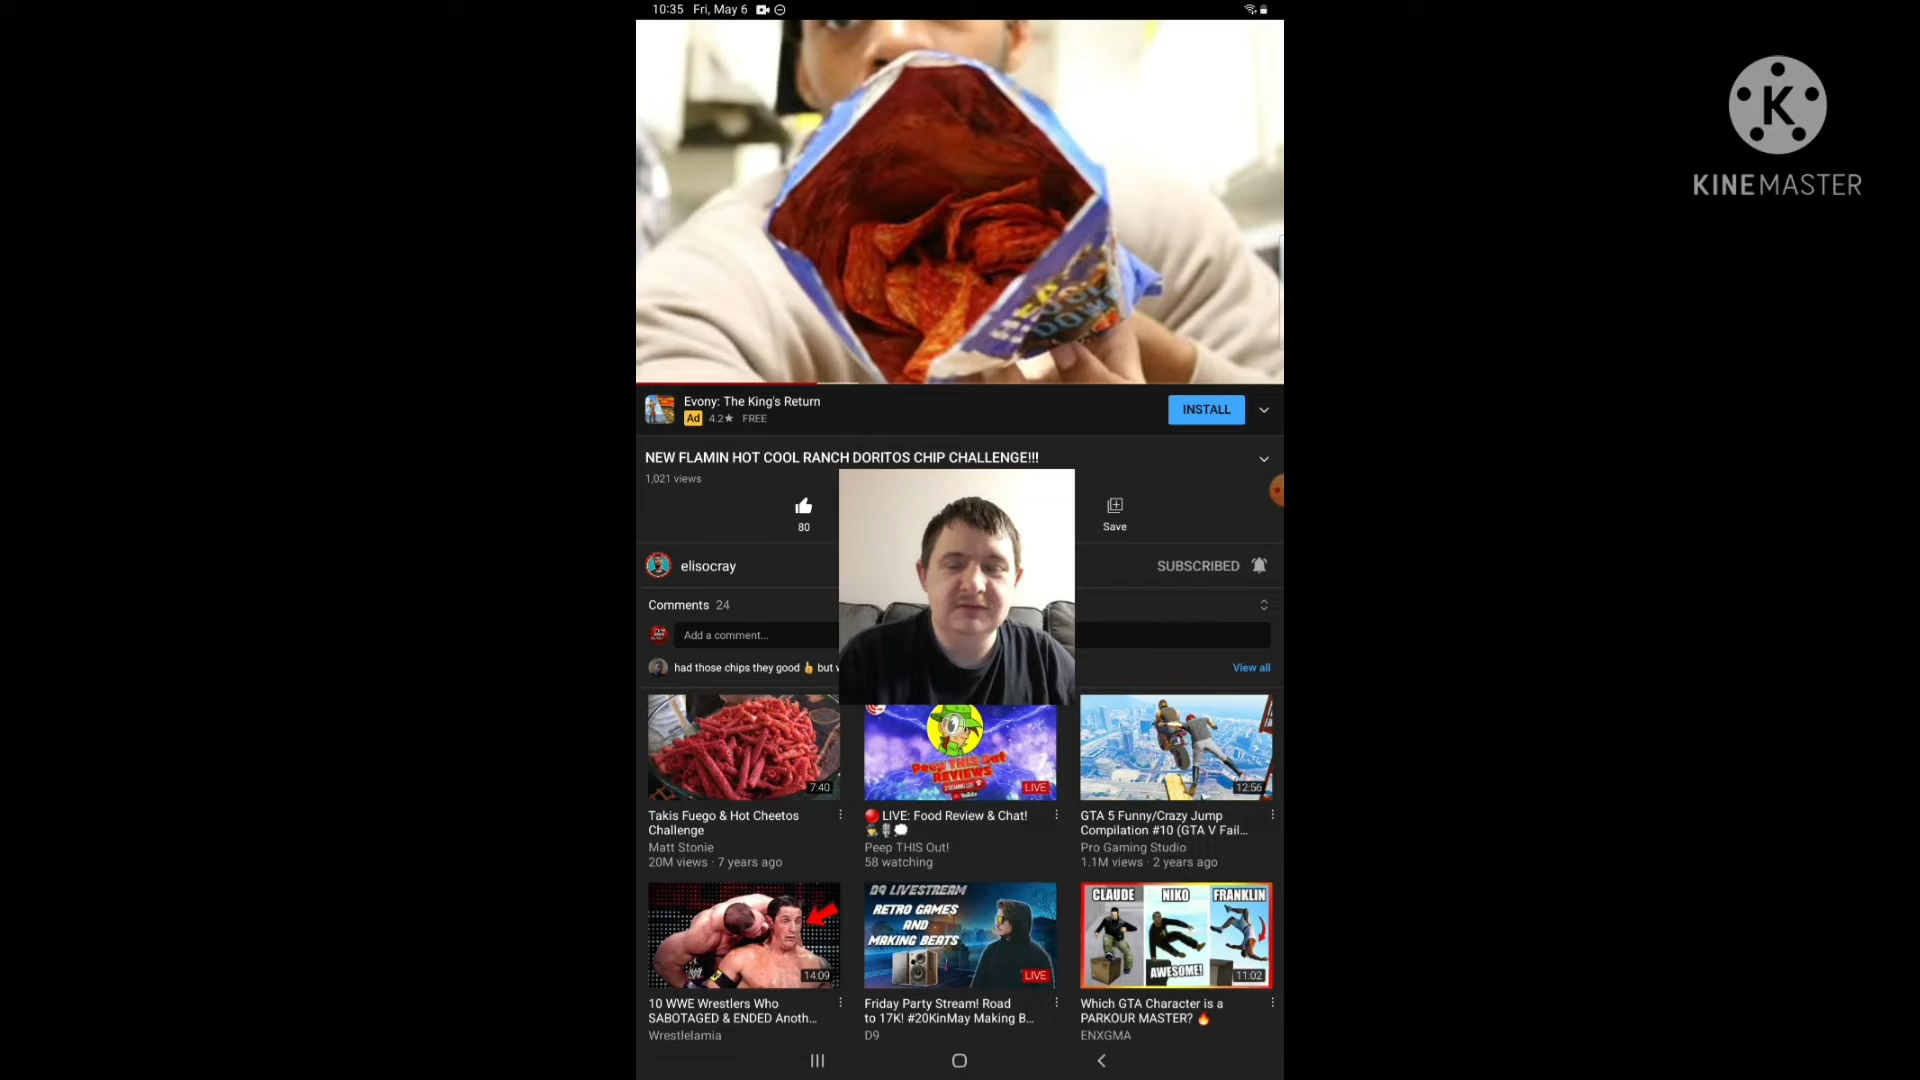 10:35 Fri, May 6
KINEMASTER
Evony: The King's Return
Ad 4.2★ FREE
INSTALL
NEW FLAMIN HOT COOL RANCH DORITOS CHIP CHALLENGE!!!
1,021 views
80
Save
elisocray
SUBSCRIBED
Comments 24
Add a comment...
had those chips they good 👍 but
View all
7:40
Peep THIS Out
REVIEWS
LIVE
12:56
Takis Fuego & Hot Cheetos
Challenge
Matt Stonie
20M views · 7 years ago
🔴 LIVE: Food Review & Chat!
Peep THIS Out!
58 watching
GTA 5 Funny/Crazy Jump
Compilation #10 (GTA V Fail...
Pro Gaming Studio
1.1M views · 2 years ago
14:09
D9 LIVESTREAM
RETRO GAMES
AND
MAKING BEATS
LIVE
CLAUDE NIKO FRANKLIN
AWESOME!
11:02
10 WWE Wrestlers Who
SABOTAGED & ENDED Anoth...
Wrestlelamia
Friday Party Stream! Road
to 17K! #20KinMay Making B...
D9
Which GTA Character is a
PARKOUR MASTER? 🔥
ENXGMA